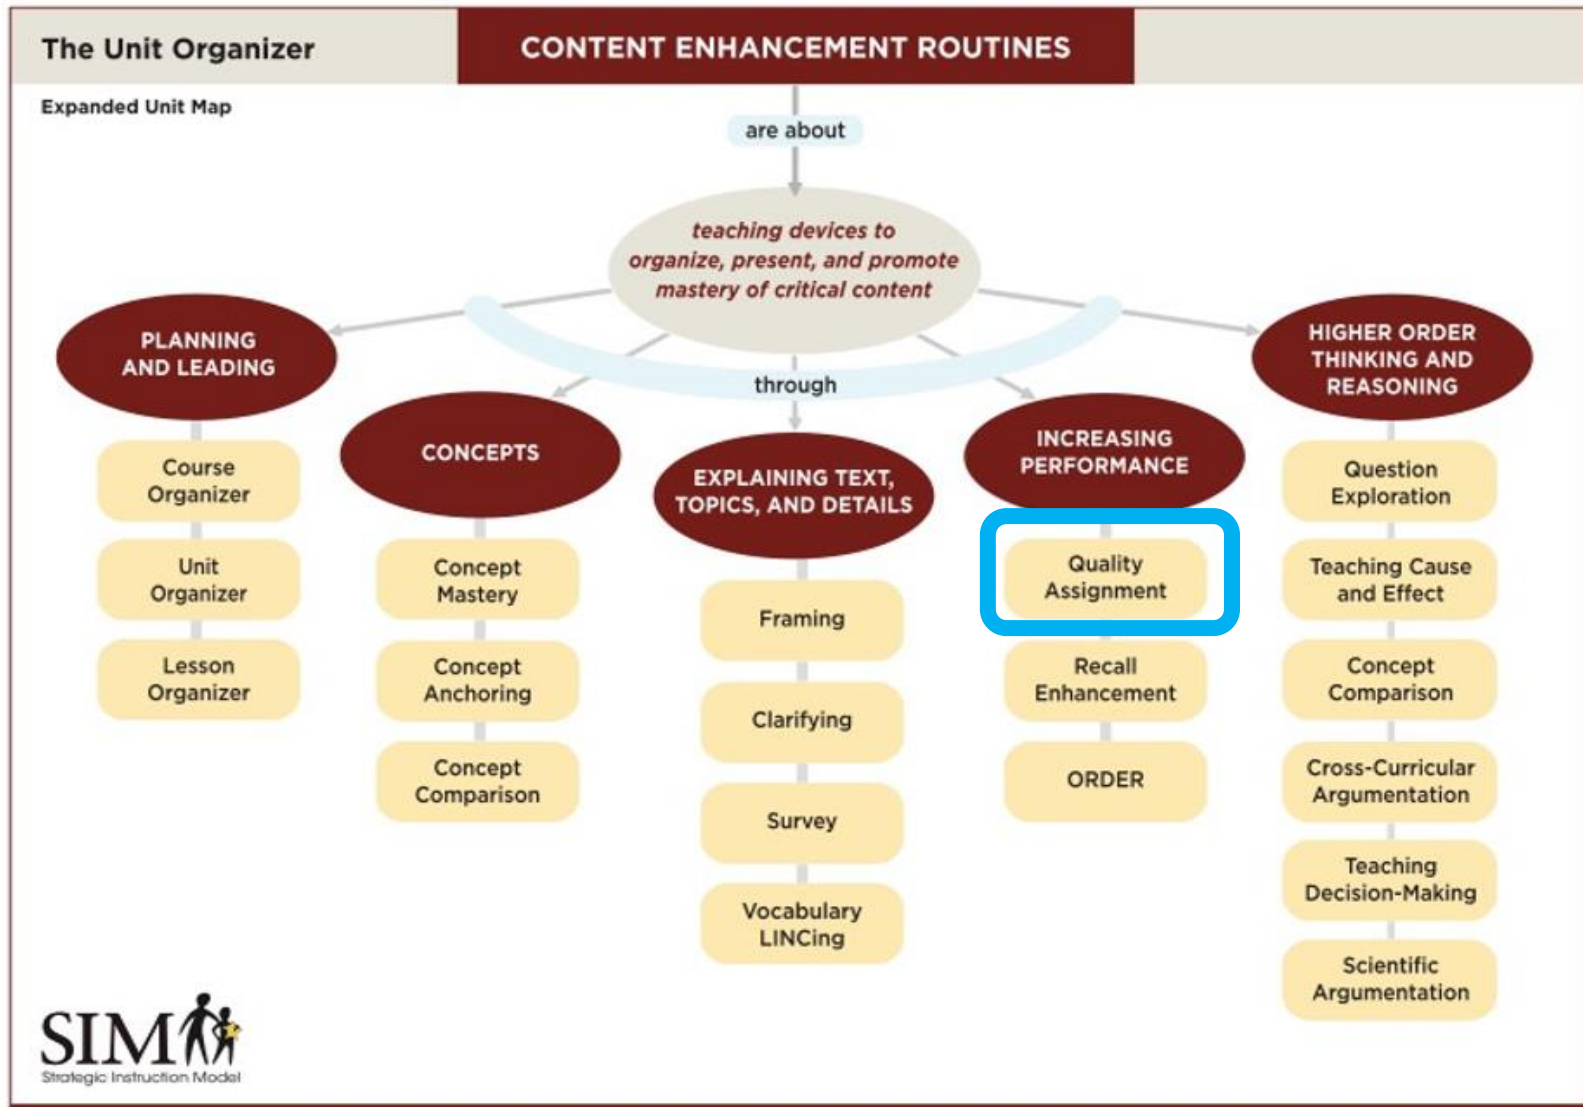 The Unit Organizer
CONTENT ENHANCEMENT ROUTINES
Expanded Unit Map
are about
teaching devices to
organize, present, and promote
mastery of critical content
through
PLANNING
AND LEADING
Course
Organizer
Unit
Organizer
Lesson
Organizer
CONCEPTS
Concept
Mastery
Concept
Anchoring
Concept
Comparison
EXPLAINING TEXT,
TOPICS, AND DETAILS
Framing
Clarifying
Survey
Vocabulary
LINCing
INCREASING
PERFORMANCE
Quality
Assignment
Recall
Enhancement
ORDER
HIGHER ORDER
THINKING AND
REASONING
Question
Exploration
Teaching Cause
and Effect
Concept
Comparison
Cross-Curricular
Argumentation
Teaching
Decision-Making
Scientific
Argumentation
SIM
Strategic Instruction Model